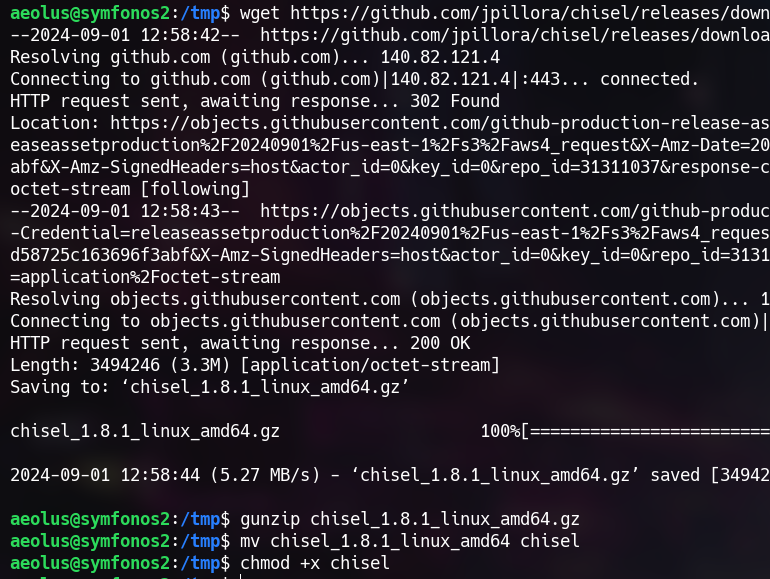 aeolus@symfonos2:/tmp$ wget https://github.com/jpillora/chisel/releases/down
--2024-09-01 12:58:42--  https://github.com/jpillora/chisel/releases/downloa
Resolving github.com (github.com)... 140.82.121.4
Connecting to github.com (github.com)|140.82.121.4|:443... connected.
HTTP request sent, awaiting response... 302 Found
Location: https://objects.githubusercontent.com/github-production-release-as
easeassetproduction%2F20240901%2Fus-east-1%2Fs3%2Faws4_request&X-Amz-Date=20
abf&X-Amz-SignedHeaders=host&actor_id=0&key_id=0&repo_id=31311037&response-c
octet-stream [following]
--2024-09-01 12:58:43--  https://objects.githubusercontent.com/github-produc
-Credential=releaseassetproduction%2F20240901%2Fus-east-1%2Fs3%2Faws4_reques
d58725c163696f3abf&X-Amz-SignedHeaders=host&actor_id=0&key_id=0&repo_id=3131
=application%2Foctet-stream
Resolving objects.githubusercontent.com (objects.githubusercontent.com)... 1
Connecting to objects.githubusercontent.com (objects.githubusercontent.com)|
HTTP request sent, awaiting response... 200 OK
Length: 3494246 (3.3M) [application/octet-stream]
Saving to: ‘chisel_1.8.1_linux_amd64.gz’
chisel_1.8.1_linux_amd64.gz                    100%[========================
2024-09-01 12:58:44 (5.27 MB/s) - ‘chisel_1.8.1_linux_amd64.gz’ saved [34942
aeolus@symfonos2:/tmp$ gunzip chisel_1.8.1_linux_amd64.gz
aeolus@symfonos2:/tmp$ mv chisel_1.8.1_linux_amd64 chisel
aeolus@symfonos2:/tmp$ chmod +x chisel